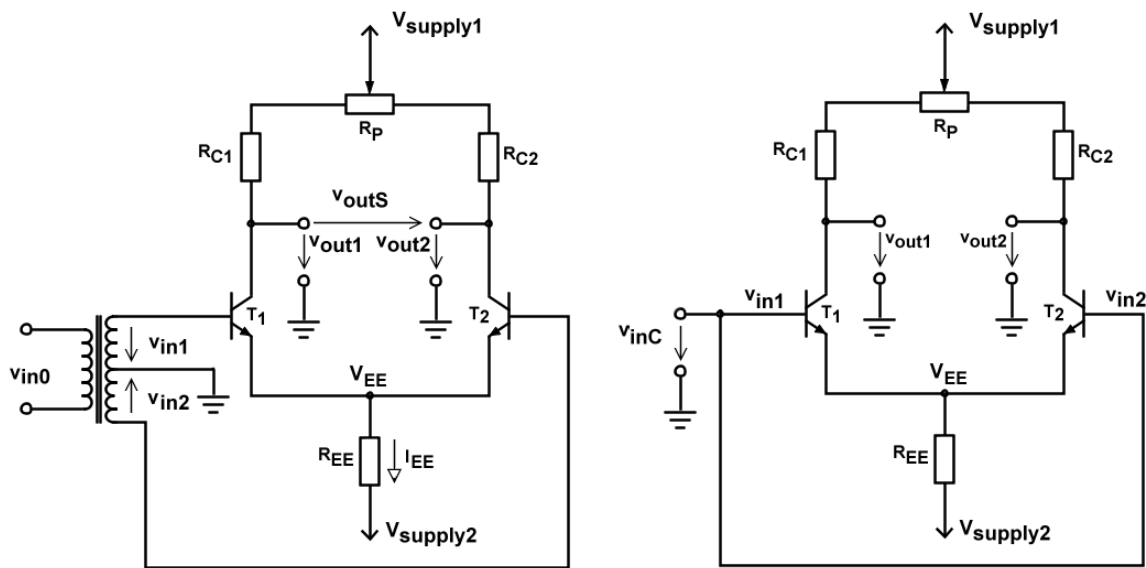 Vsupply1
RP
RC1
RC2
voutS
vout1
vout2
T1
T2
vin0
vin1
vin2
VEE
REE
IEE
Vsupply2
Vsupply1
RP
RC1
RC2
vout1
vout2
vin1
T1
T2
vin2
vinC
VEE
REE
Vsupply2